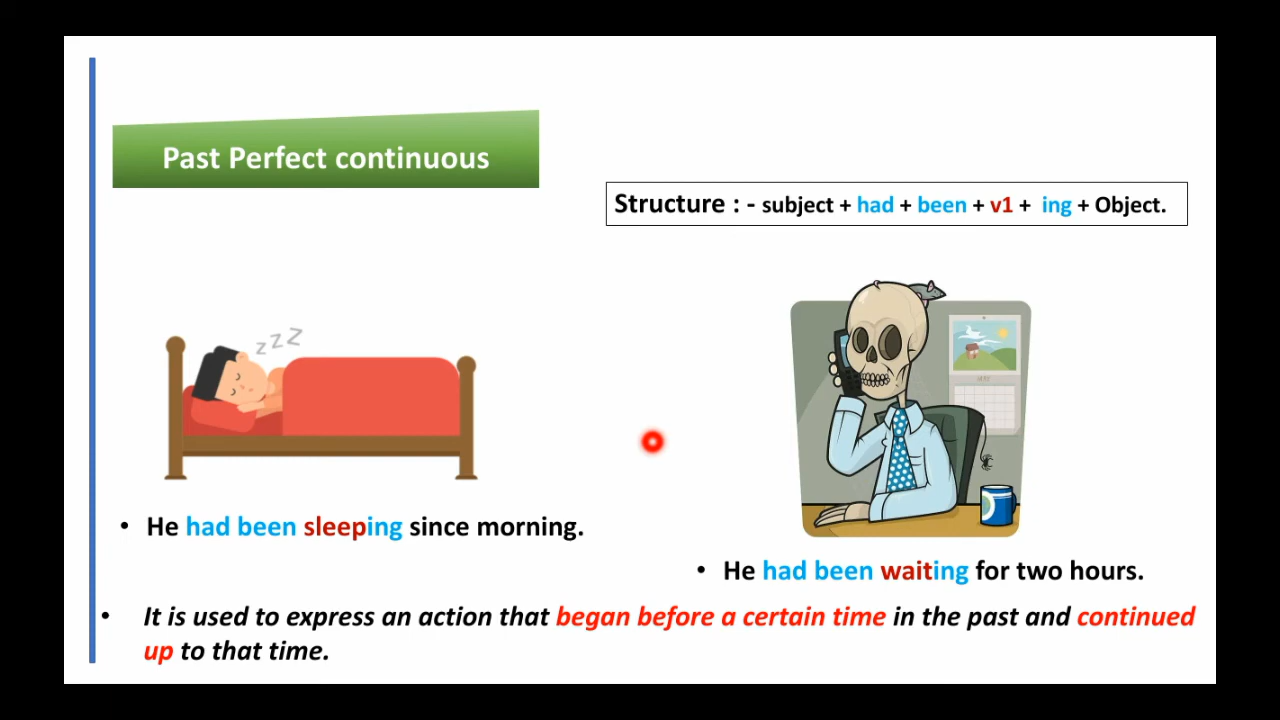 Past Perfect continuous
Structure : - subject + had + been + v1 + ing + Object.
zzz
• He had been sleeping since morning.
• He had been waiting for two hours.
• It is used to express an action that began before a certain time in the past and continued
up to that time.